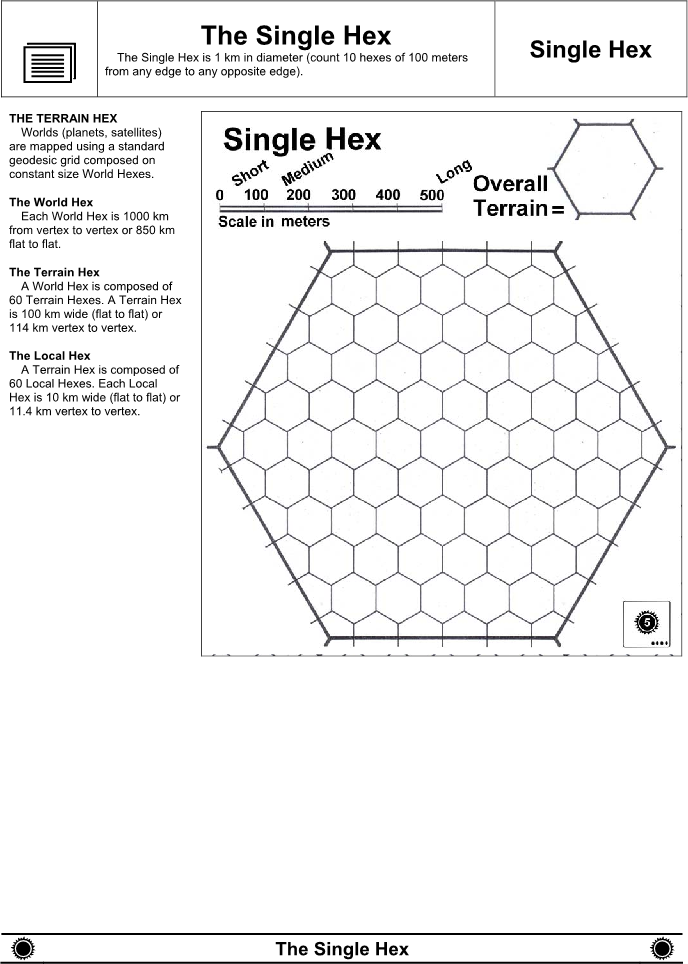 The Single Hex
The Single Hex is 1 km in diameter (count 10 hexes of 100 meters
from any edge to any opposite edge).
Single Hex
THE TERRAIN HEX
Worlds (planets, satellites)
are mapped using a standard
geodesic grid composed on
constant size World Hexes.
The World Hex
Each World Hex is 1000 km
from vertex to vertex or 850 km
flat to flat.
The Terrain Hex
A World Hex is composed of
60 Terrain Hexes. A Terrain Hex
is 100 km wide (flat to flat) or
114 km vertex to vertex.
The Local Hex
A Terrain Hex is composed of
60 Local Hexes. Each Local
Hex is 10 km wide (flat to flat) or
11.4 km vertex to vertex.
Single Hex
Short Medium Long
0 100 200 300 400 500
Scale in meters
Overall
Terrain=
5
The Single Hex